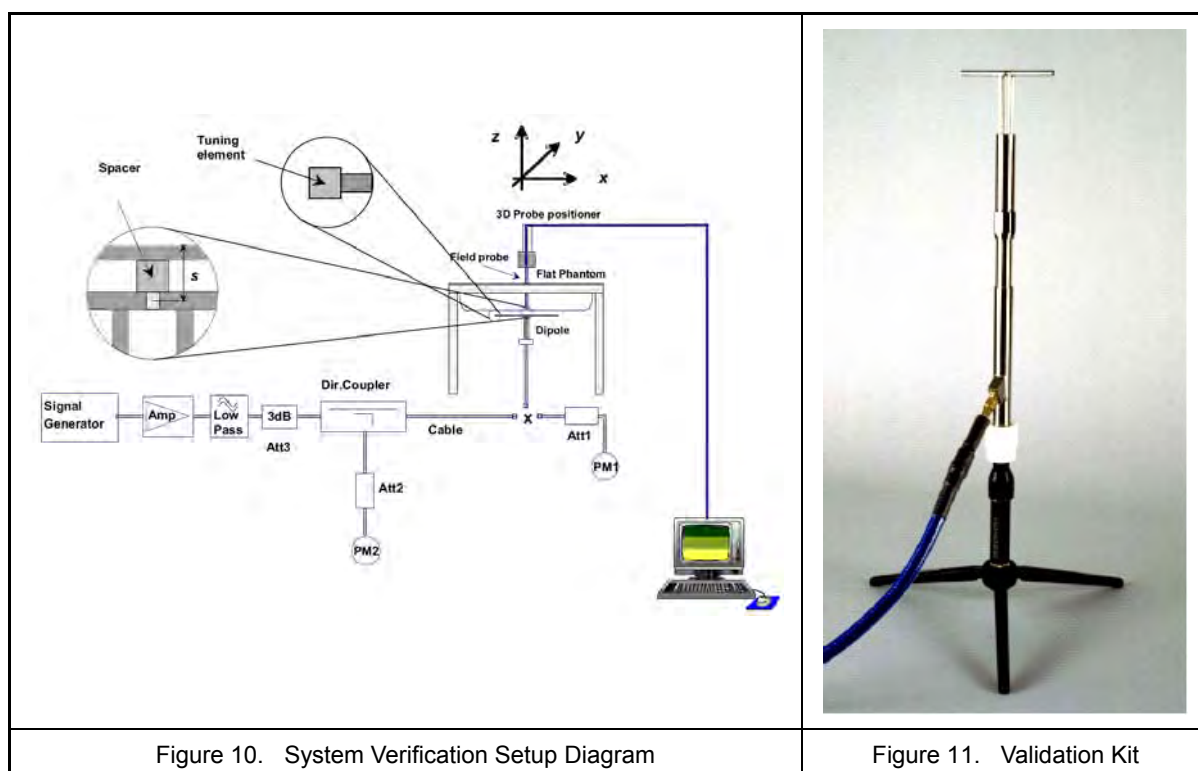 Tuning
element
Spacer
s
z
y
x
3D Probe positioner
Field probe
Flat Phantom
Dipole
Dir.Coupler
Signal
Generator
Amp
Low
Pass
3dB
Att3
Cable
x
Att1
PM1
Att2
PM2
Figure 10. System Verification Setup Diagram
Figure 11. Validation Kit